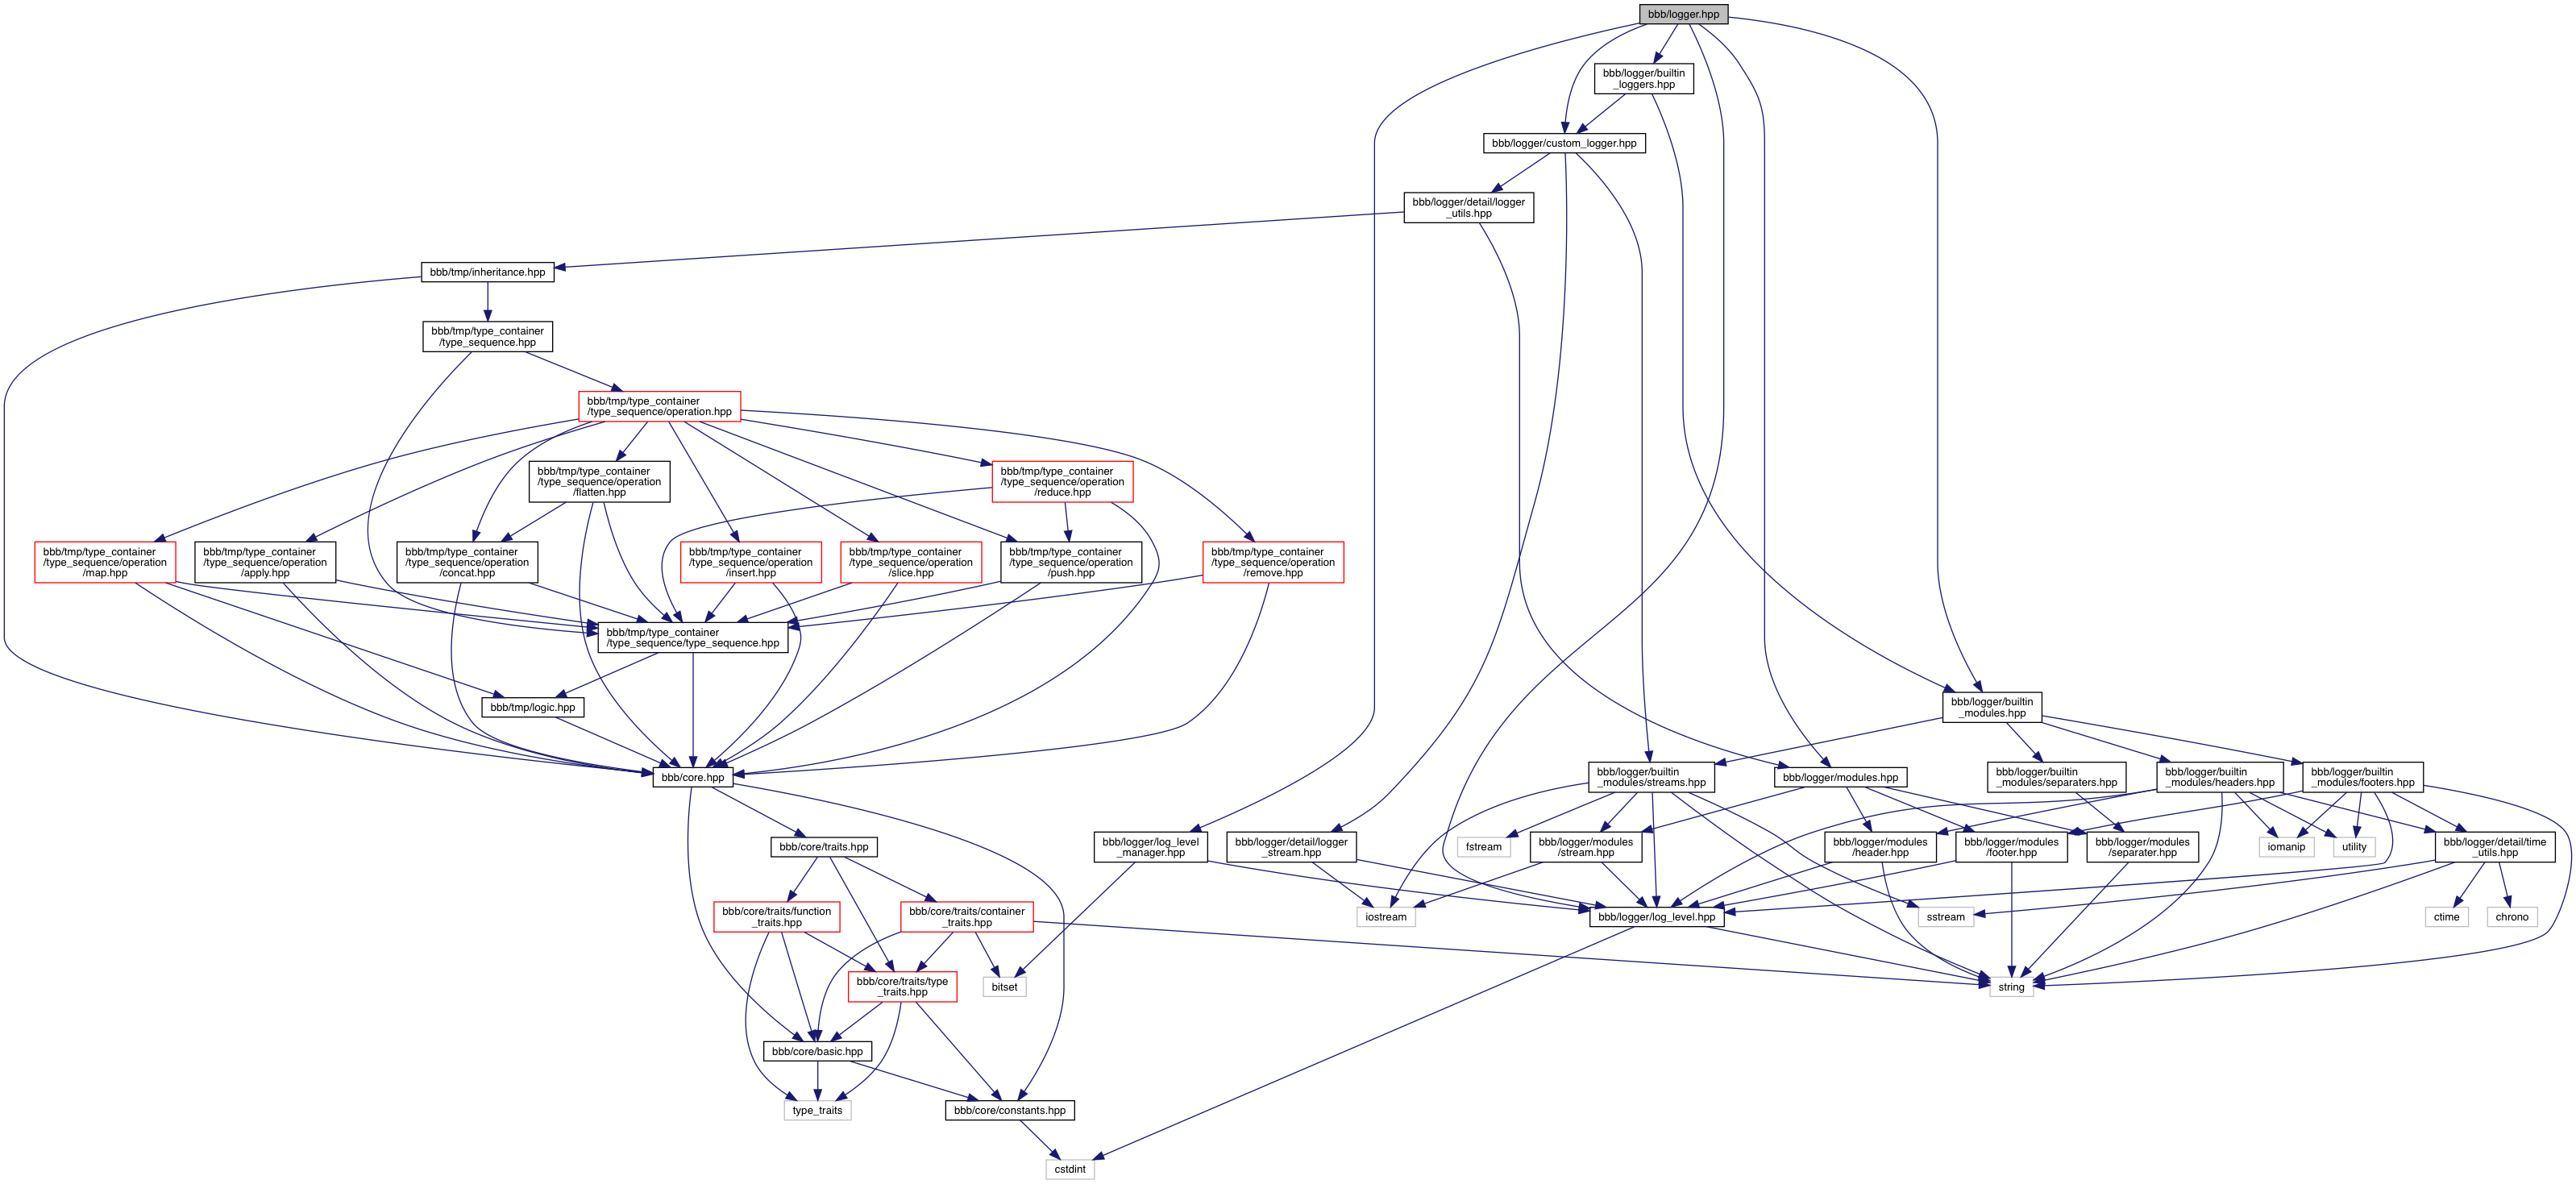 bbb/logger.hpp
bbb/logger/builtin
_loggers.hpp
bbb/logger/custom_logger.hpp
bbb/logger/detail/logger
_utils.hpp
bbb/tmp/inheritance.hpp
bbb/tmp/type_container
/type_sequence.hpp
bbb/tmp/type_container
/type_sequence/operation.hpp
bbb/tmp/type_container
/type_sequence/operation
/flatten.hpp
bbb/tmp/type_container
/type_sequence/operation
/reduce.hpp
bbb/tmp/type_container
/type_sequence/operation
/map.hpp
bbb/tmp/type_container
/type_sequence/operation
/apply.hpp
bbb/tmp/type_container
/type_sequence/operation
/concat.hpp
bbb/tmp/type_container
/type_sequence/operation
/insert.hpp
bbb/tmp/type_container
/type_sequence/operation
/slice.hpp
bbb/tmp/type_container
/type_sequence/operation
/push.hpp
bbb/tmp/type_container
/type_sequence/operation
/remove.hpp
bbb/tmp/type_container
/type_sequence/type_sequence.hpp
bbb/tmp/logic.hpp
bbb/logger/builtin
_modules.hpp
bbb/core.hpp
bbb/logger/builtin
_modules/streams.hpp
bbb/logger/modules.hpp
bbb/logger/builtin
_modules/separaters.hpp
bbb/logger/builtin
_modules/headers.hpp
bbb/logger/builtin
_modules/footers.hpp
bbb/core/traits.hpp
bbb/logger/log_level
_manager.hpp
bbb/logger/detail/logger
_stream.hpp
fstream
bbb/logger/modules
/stream.hpp
bbb/logger/modules
/header.hpp
bbb/logger/modules
/footer.hpp
bbb/logger/modules
/separater.hpp
iomanip
utility
bbb/logger/detail/time
_utils.hpp
bbb/core/traits/function
_traits.hpp
bbb/core/traits/container
_traits.hpp
iostream
bbb/logger/log_level.hpp
sstream
ctime
chrono
bbb/core/traits/type
_traits.hpp
bitset
string
bbb/core/basic.hpp
type_traits
bbb/core/constants.hpp
cstdint